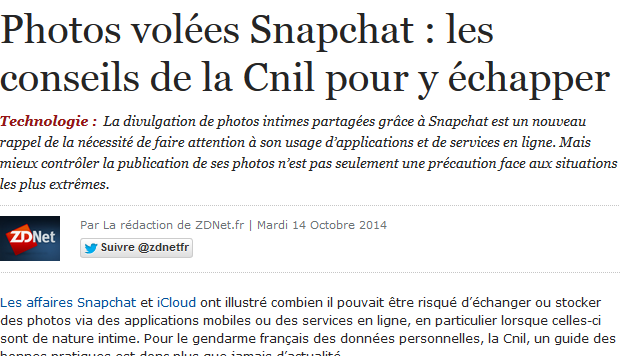 Photos volées Snapchat : les
conseils de la Cnil pour y échapper
Technologie : La divulgation de photos intimes partagées grâce à Snapchat est un nouveau
rappel de la nécessité de faire attention à son usage d'applications et de services en ligne. Mais
mieux contrôler la publication de ses photos n'est pas seulement une précaution face aux situations
les plus extrêmes.
ZDNet
Par La rédaction de ZDNet.fr | Mardi 14 Octobre 2014
Suivre @zdnetfr
Les affaires Snapchat et iCloud ont illustré combien il pouvait être risqué d'échanger ou stocker
des photos via des applications mobiles ou des services en ligne, en particulier lorsque celles-ci
sont de nature intime. Pour le gendarme français des données personnelles, la Cnil, un guide des
bonnes pratiques est donc plus que jamais d'actualité.